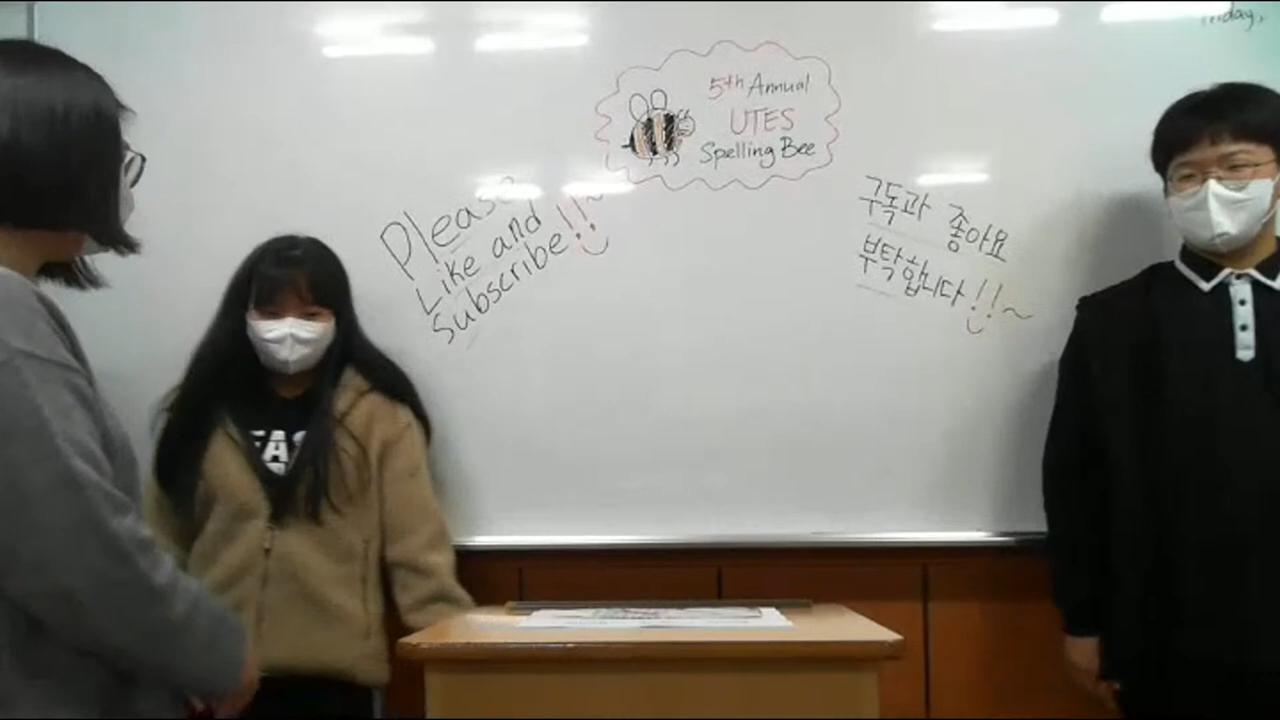 Friday,
5th Annual
UTES
Spelling Bee
Please
Like and
Subscribe!!~
구독과 좋아요
부탁합니다!!~